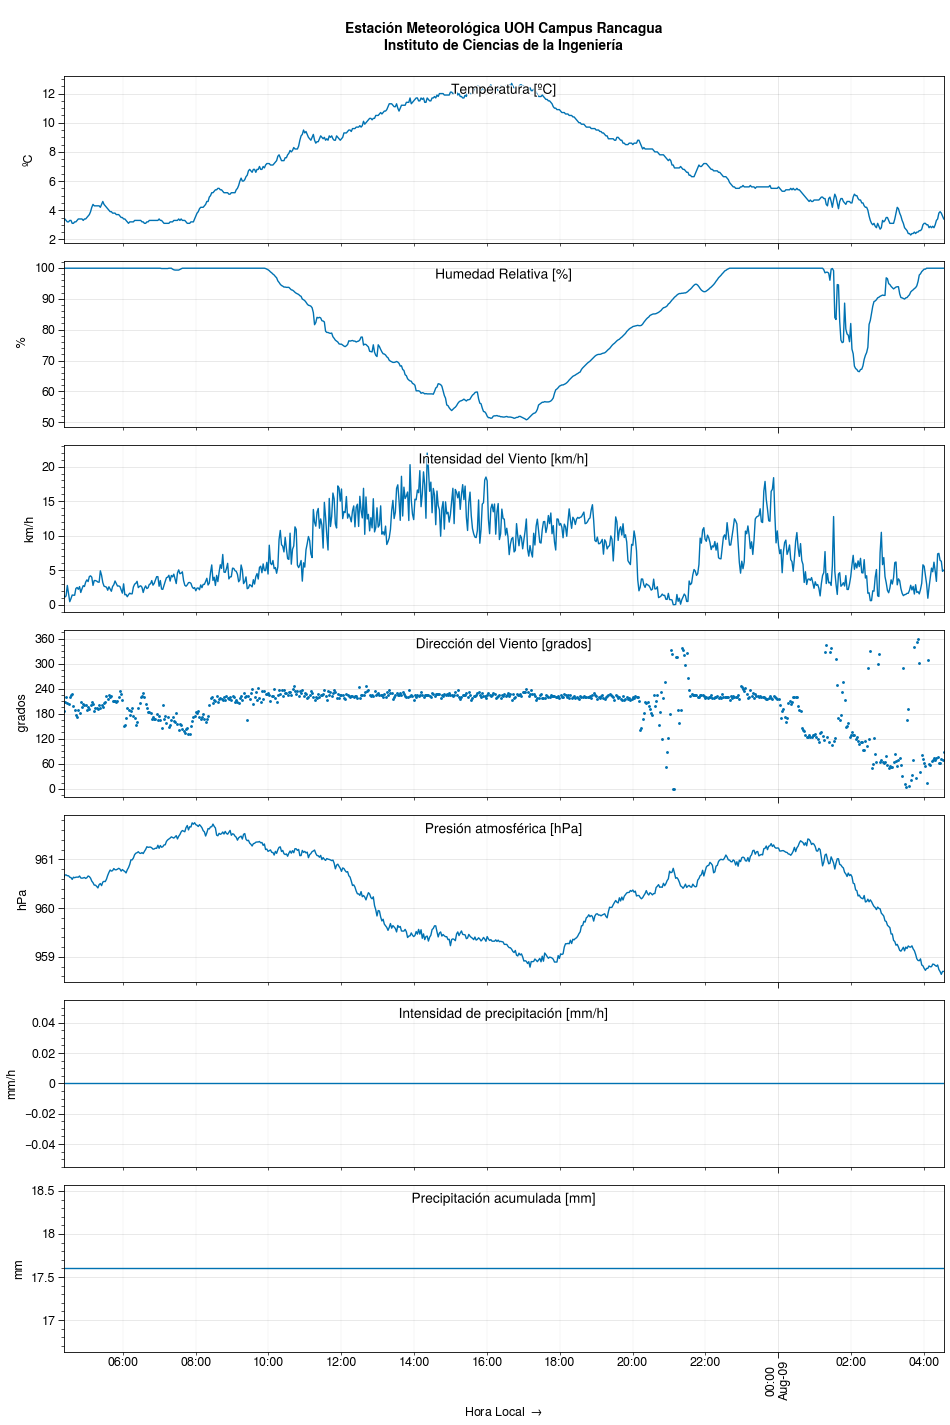 Estación Meteorológica UOH Campus Rancagua
Instituto de Ciencias de la Ingeniería
Temperatura [ºC]
ºC
12
10
8
6
4
2
Humedad Relativa [%]
%
100
90
80
70
60
50
Intensidad del Viento [km/h]
km/h
20
15
10
5
0
Dirección del Viento [grados]
grados
360
300
240
180
120
60
0
Presión atmosférica [hPa]
hPa
961
960
959
Intensidad de precipitación [mm/h]
mm/h
0.04
0.02
0
−0.02
−0.04
Precipitación acumulada [mm]
mm
18.5
18
17.5
17
06:00 08:00 10:00 12:00 14:00 16:00 18:00 20:00 22:00 00:00 02:00 04:00
Aug-09
Hora Local →